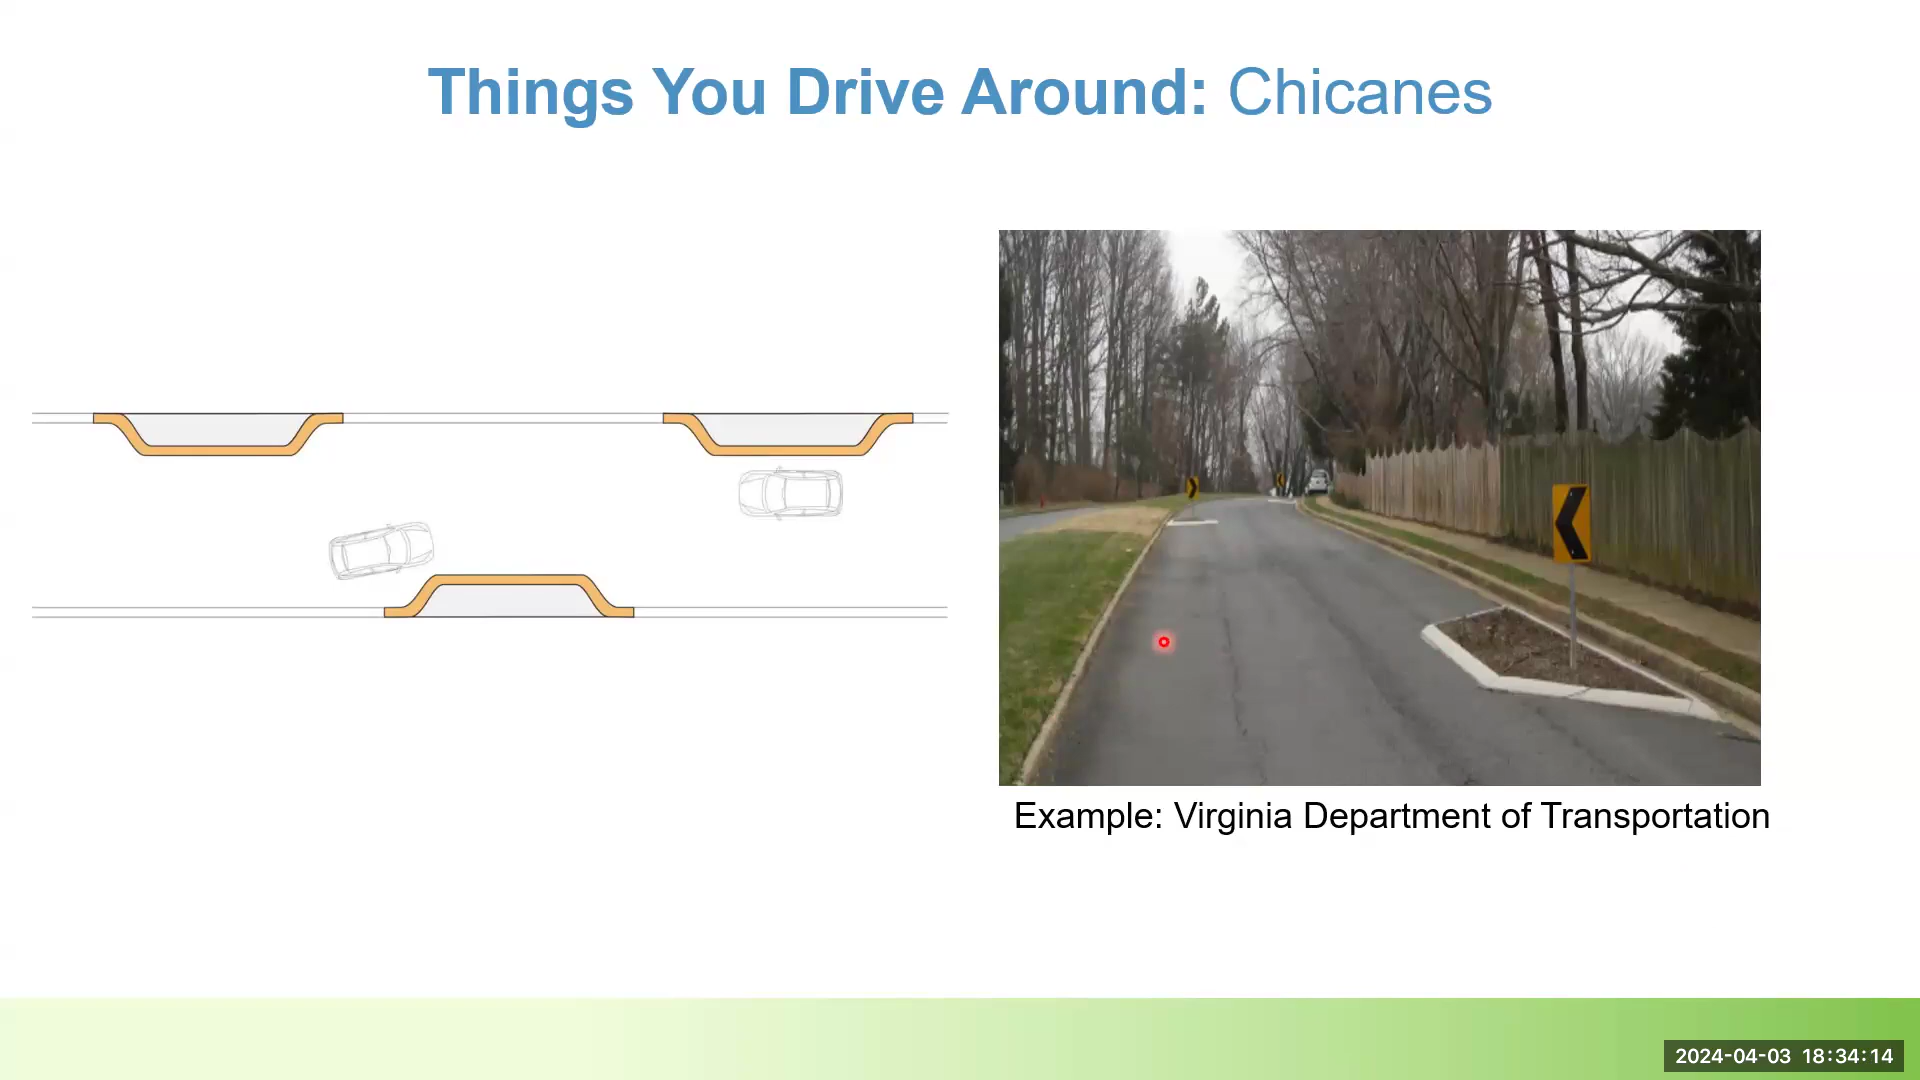 Things You Drive Around: Chicanes
Example: Virginia Department of Transportation
2024-04-03 18:34:14